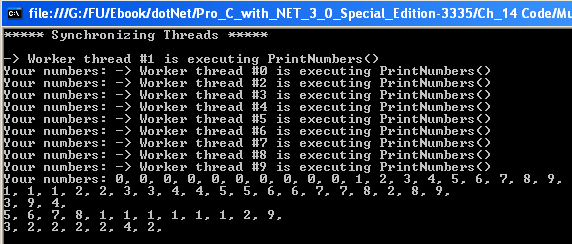 file:///G:/FU/Ebook/dotNet/Pro_C_with_NET_3_0_Special_Edition-3335/Ch_14 Code/Mu
***** Synchronizing Threads *****
-> Worker thread #1 is executing PrintNumbers()
Your numbers: -> Worker thread #0 is executing PrintNumbers()
Your numbers: -> Worker thread #2 is executing PrintNumbers()
Your numbers: -> Worker thread #3 is executing PrintNumbers()
Your numbers: -> Worker thread #4 is executing PrintNumbers()
Your numbers: -> Worker thread #5 is executing PrintNumbers()
Your numbers: -> Worker thread #6 is executing PrintNumbers()
Your numbers: -> Worker thread #7 is executing PrintNumbers()
Your numbers: -> Worker thread #8 is executing PrintNumbers()
Your numbers: -> Worker thread #9 is executing PrintNumbers()
Your numbers: 0, 0, 0, 0, 0, 0, 0, 0, 0, 0, 1, 2, 3, 4, 5, 6, 7, 8, 9,
1, 1, 1, 2, 2, 3, 3, 4, 4, 5, 5, 6, 6, 7, 7, 8, 2, 8, 9,
3, 9, 4,
5, 6, 7, 8, 1, 1, 1, 1, 1, 1, 2, 9,
3, 2, 2, 2, 2, 2, 4, 2,